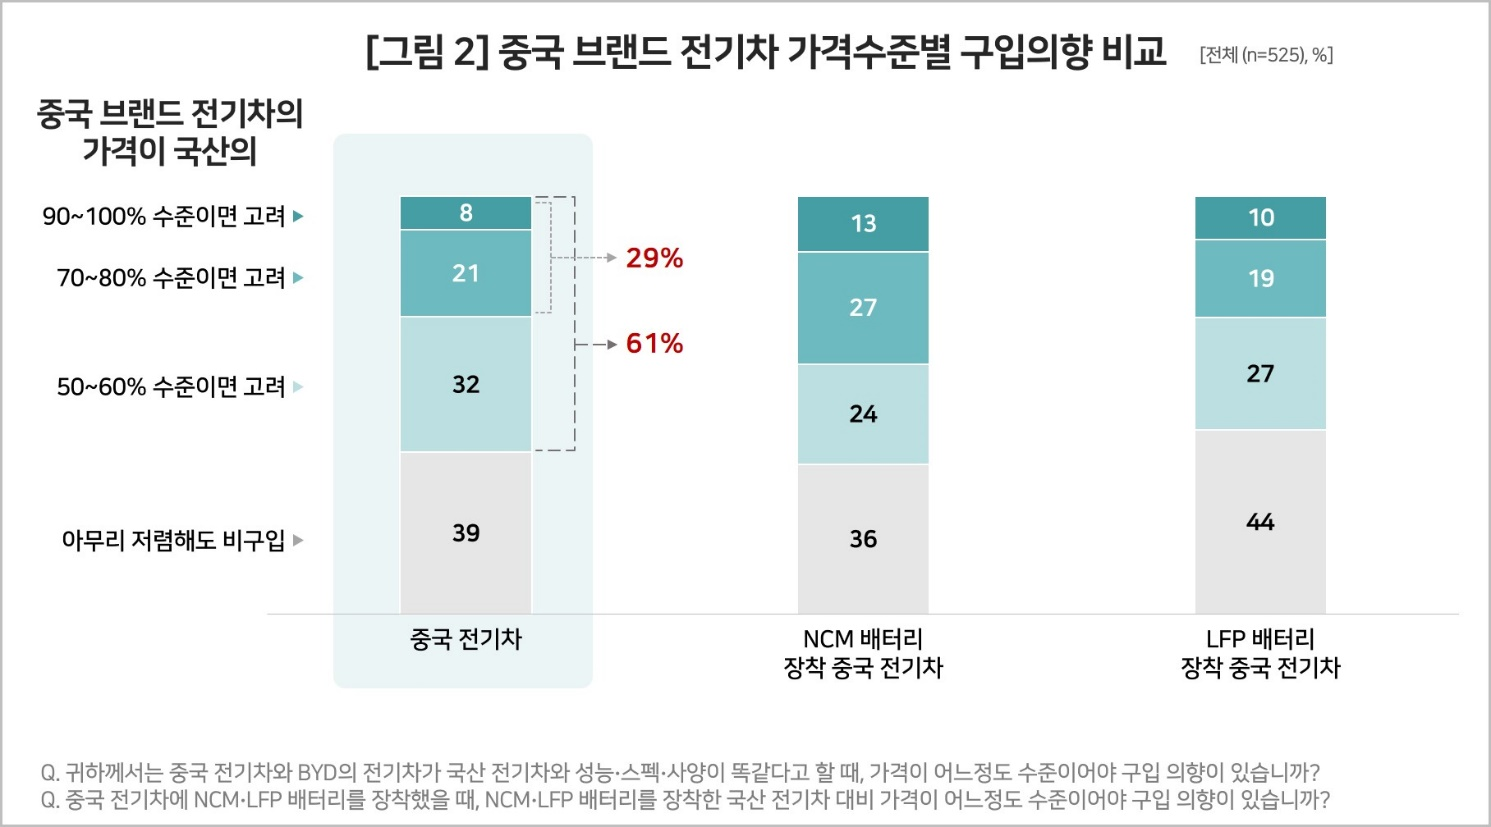 [그림 2] 중국 브랜드 전기차 가격수준별 구입의향 비교 [전체 (n=525), %]
중국 브랜드 전기차의
가격이 국산의
90~100% 수준이면 고려
70~80% 수준이면 고려
50~60% 수준이면 고려
아무리 저렴해도 비구입
8
21
32
39
29%
61%
13
27
24
36
10
19
27
44
중국 전기차
NCM 배터리
장착 중국 전기차
LFP 배터리
장착 중국 전기차
Q. 귀하께서는 중국 전기차와 BYD의 전기차가 국산 전기차와 성능·스펙·사양이 똑같다고 할 때, 가격이 어느정도 수준이어야 구입 의향이 있습니까?
Q. 중국 전기차에 NCM·LFP 배터리를 장착했을 때, NCM·LFP 배터리를 장착한 국산 전기차 대비 가격이 어느정도 수준이어야 구입 의향이 있습니까?